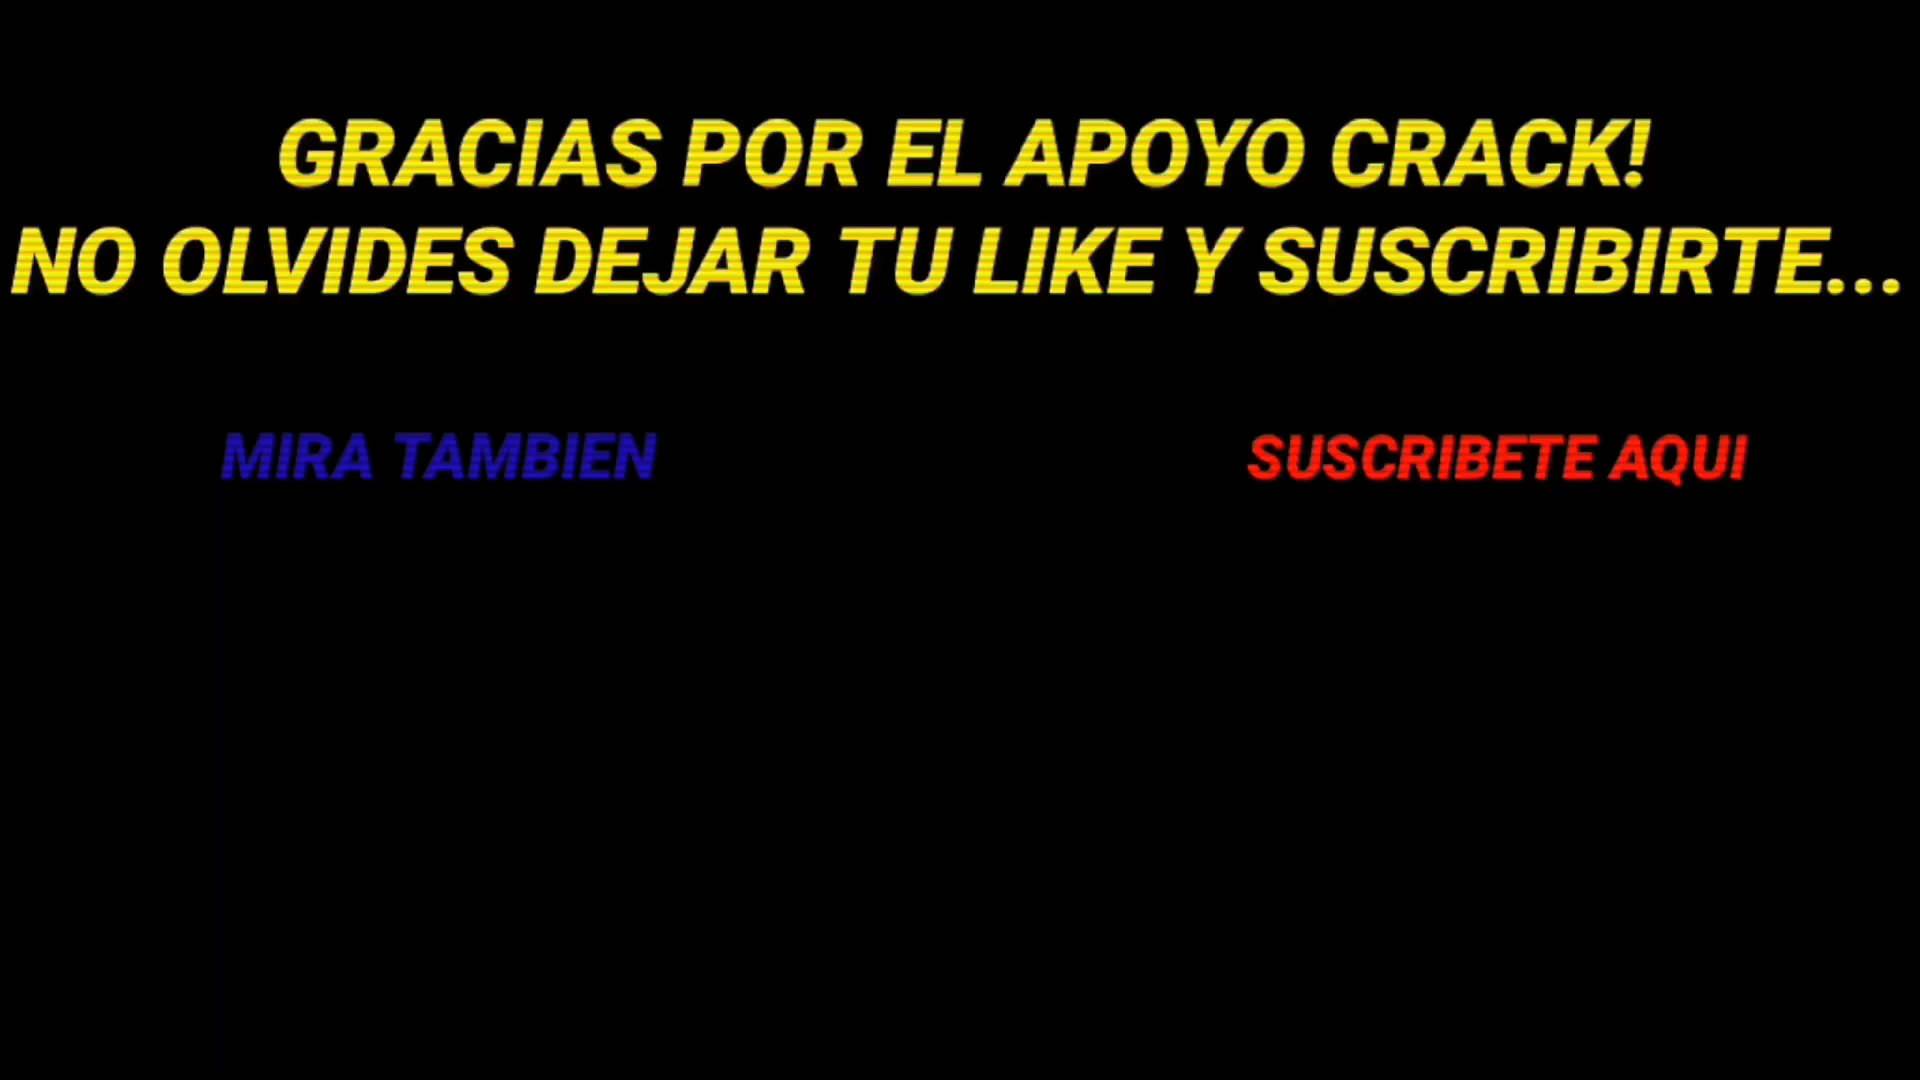 GRACIAS POR EL APOYO CRACK!
NO OLVIDES DEJAR TU LIKE Y SUSCRIBIRTE...
MIRA TAMBIEN
SUSCRIBETE AQUI